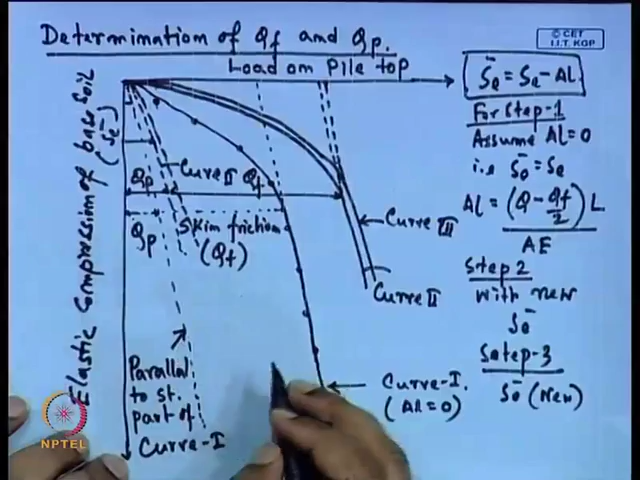 Determination of Qf and Qp.
© CET
I.I.T. KGP
Load on Pile top
Elastic Compression of base Soil
(S̄e)
S̄e = Se - Δl
For Step-1
Assume Δl = 0
i.e S̄e = Se
Δl = (Q - Qf/2) L
AE
Step 2
with new
S̄e
Satep-3
S̄e (New)
Qp
Curve II
Qf
Qp
Skin friction
(Qf)
Curve III
Curve II
Parallal
to st.
part of
Curve-I
Curve-I.
(Δl = 0)
NPTEL